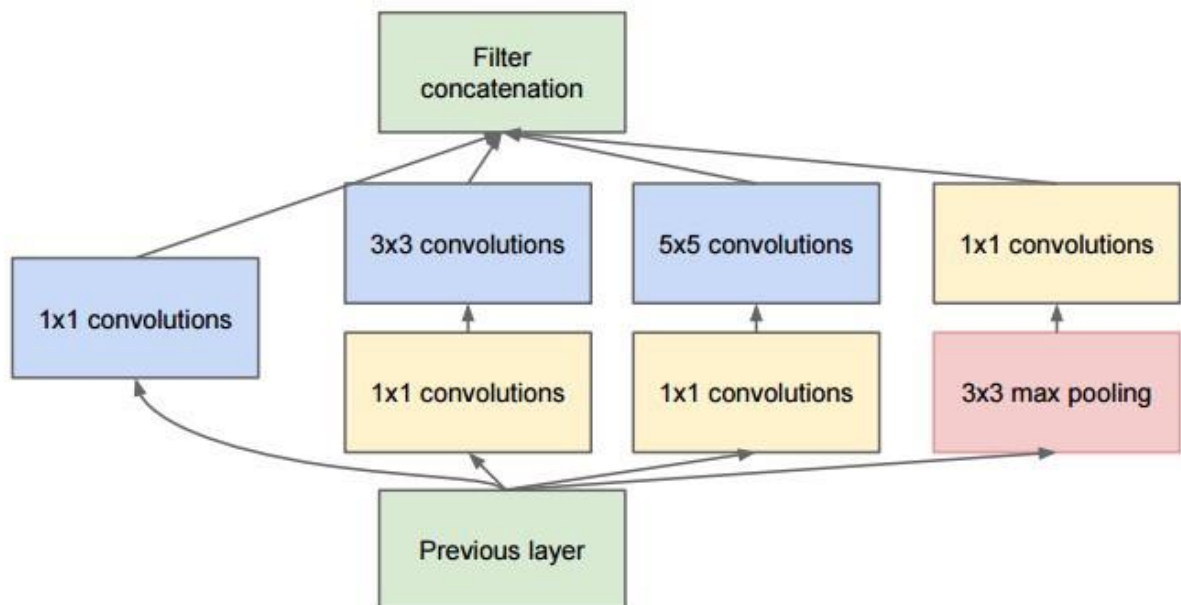 Filter
concatenation
3x3 convolutions
5x5 convolutions
1x1 convolutions
1x1 convolutions
1x1 convolutions
1x1 convolutions
3x3 max pooling
Previous layer